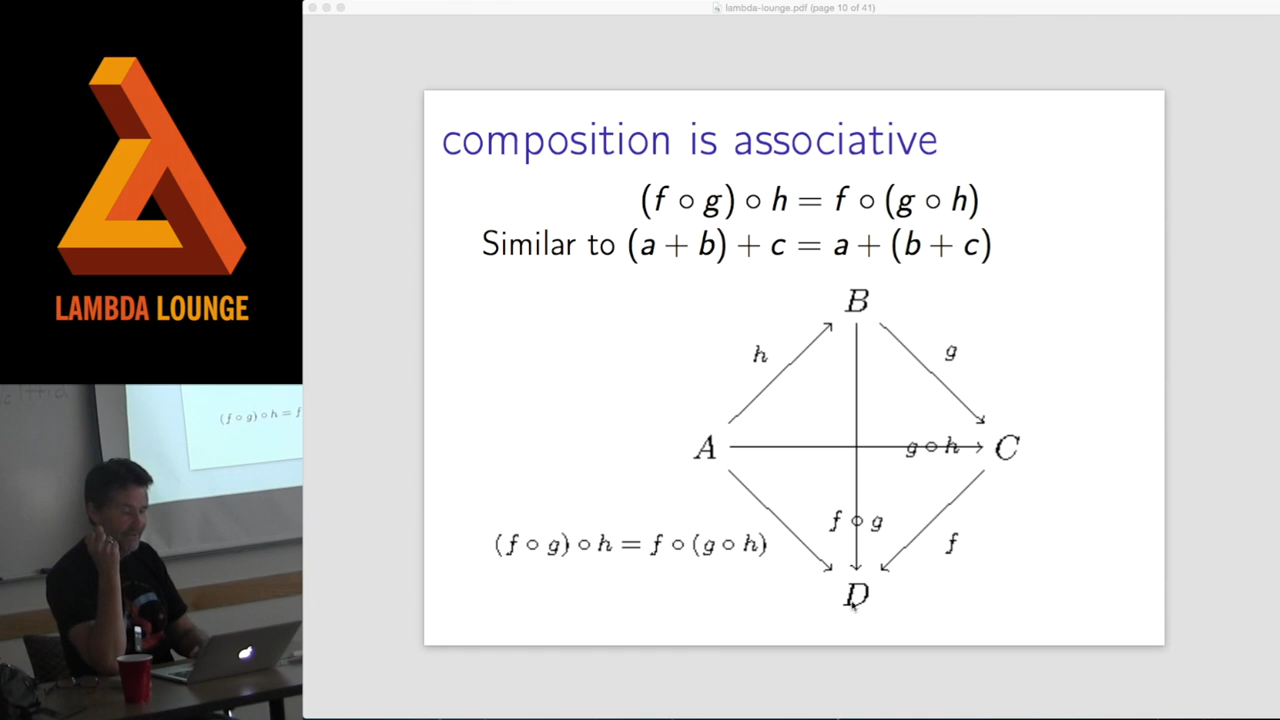 lambda-lounge.pdf (page 10 of 41)
LAMBDA LOUNGE
composition is associative
(f ∘ g) ∘ h = f ∘ (g ∘ h)
Similar to (a + b) + c = a + (b + c)
B
h
g
A
g ∘ h
C
f ∘ g
f
(f ∘ g) ∘ h = f ∘ (g ∘ h)
D
(f ∘ g) ∘ h = f